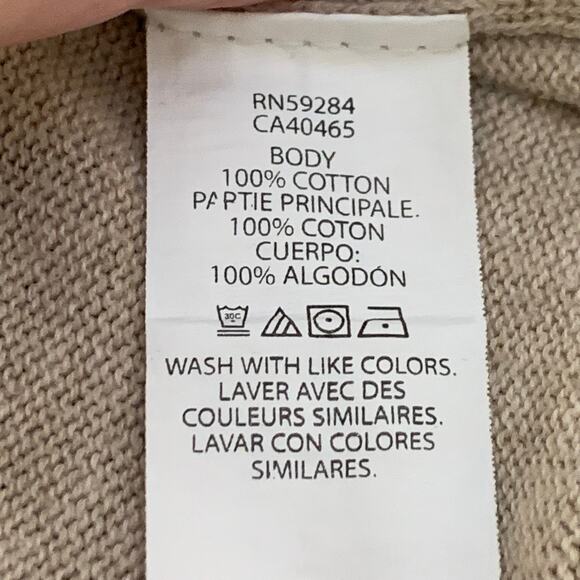 RN59284
CA40465
BODY
100% COTTON
PARTIE PRINCIPALE.
100% COTON
CUERPO:
100% ALGODÓN
30C
WASH WITH LIKE COLORS.
LAVER AVEC DES
COULEURS SIMILAIRES.
LAVAR CON COLORES
SIMILARES.